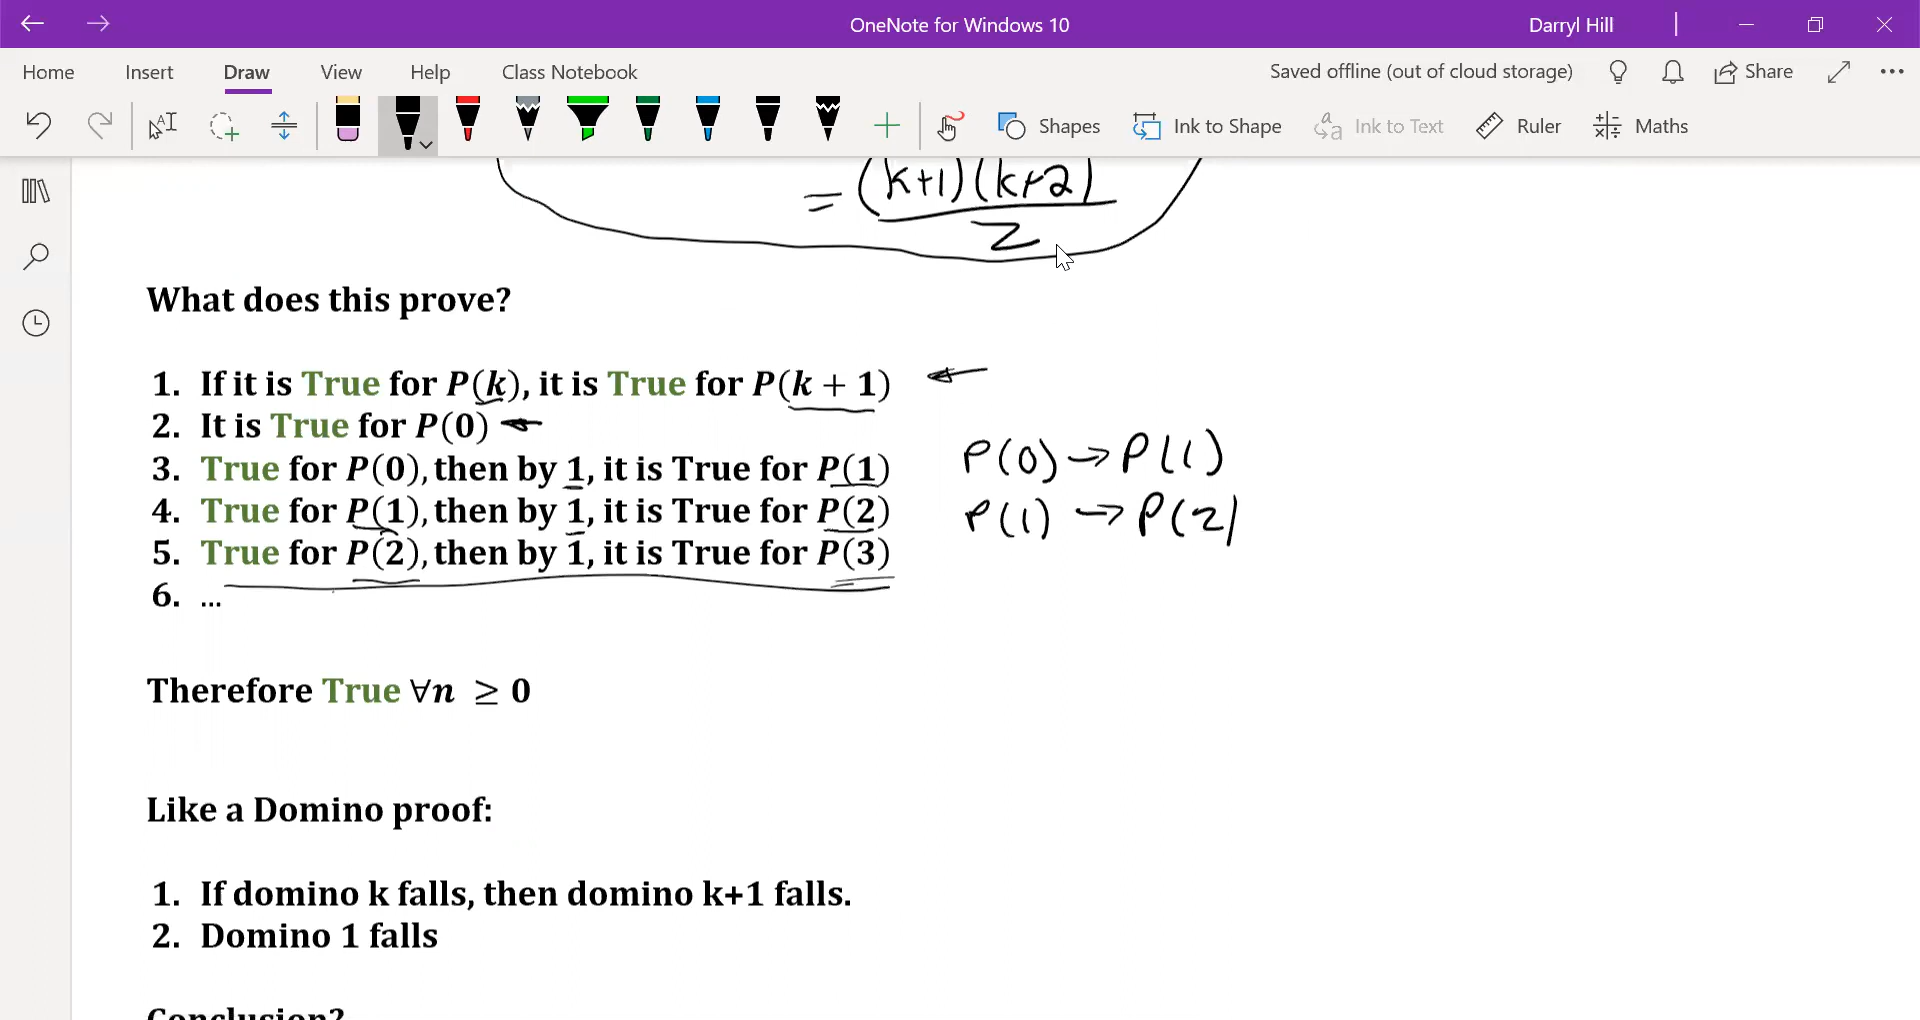 OneNote for Windows 10
Darryl Hill
Home Insert Draw View Help Class Notebook
Saved offline (out of cloud storage) Share
Shapes Ink to Shape Ink to Text Ruler Maths
= (k+1)(k+2)
2
What does this prove?
1. If it is True for P(k), it is True for P(k + 1) ←
2. It is True for P(0) ←
3. True for P(0), then by 1, it is True for P(1)
P(0) → P(1)
4. True for P(1), then by 1, it is True for P(2)
P(1) → P(2)
5. True for P(2), then by 1, it is True for P(3)
6. ...
Therefore True ∀n ≥ 0
Like a Domino proof:
1. If domino k falls, then domino k+1 falls.
2. Domino 1 falls
Conclusion?